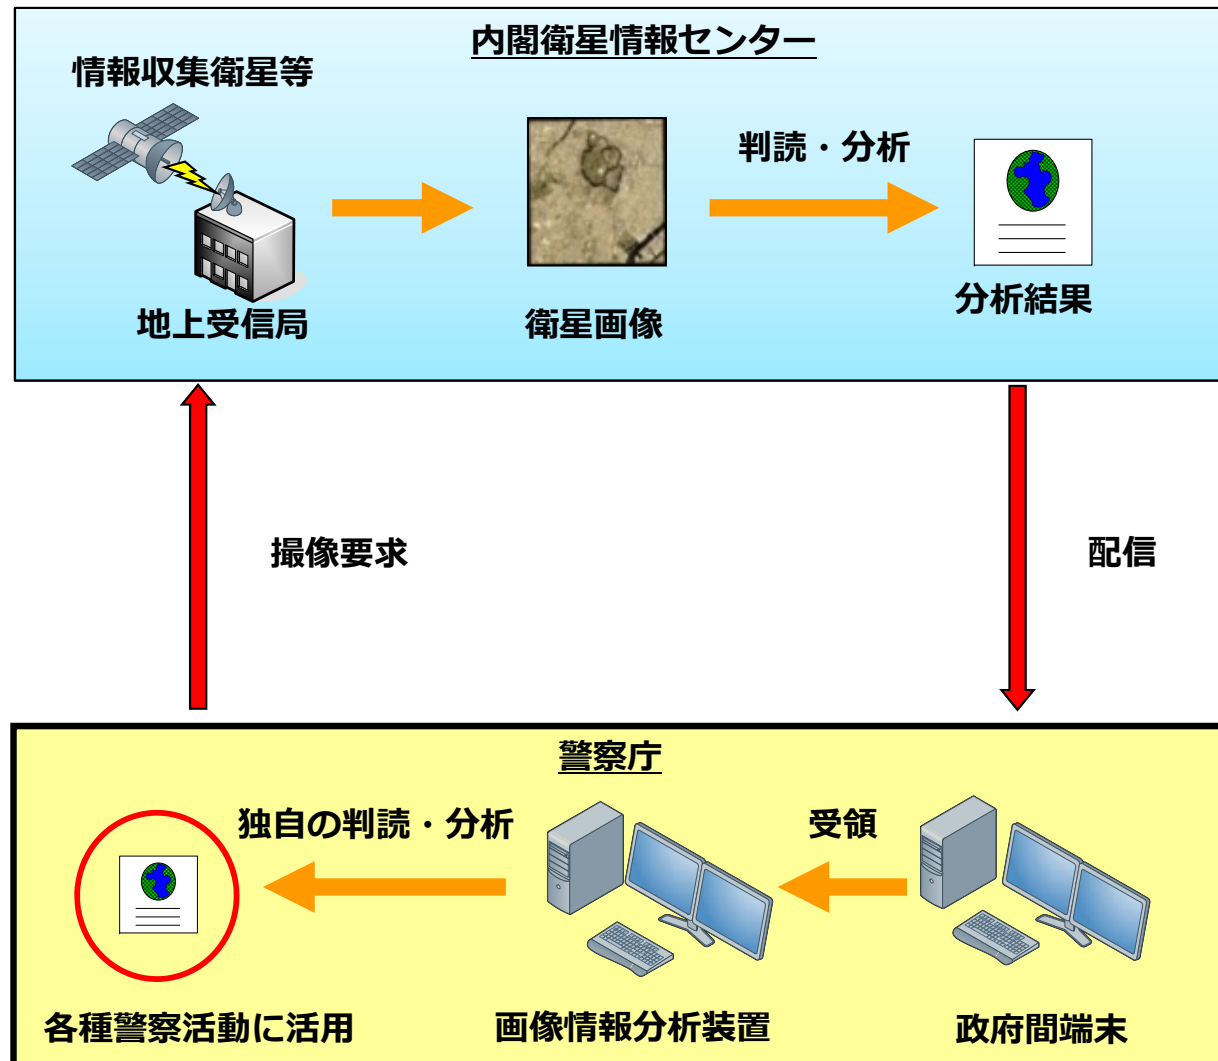 内閣衛星情報センター
情報収集衛星等
判読・分析
地上受信局
衛星画像
分析結果
撮像要求
配信
警察庁
独自の判読・分析
受領
各種警察活動に活用
画像情報分析装置
政府間端末